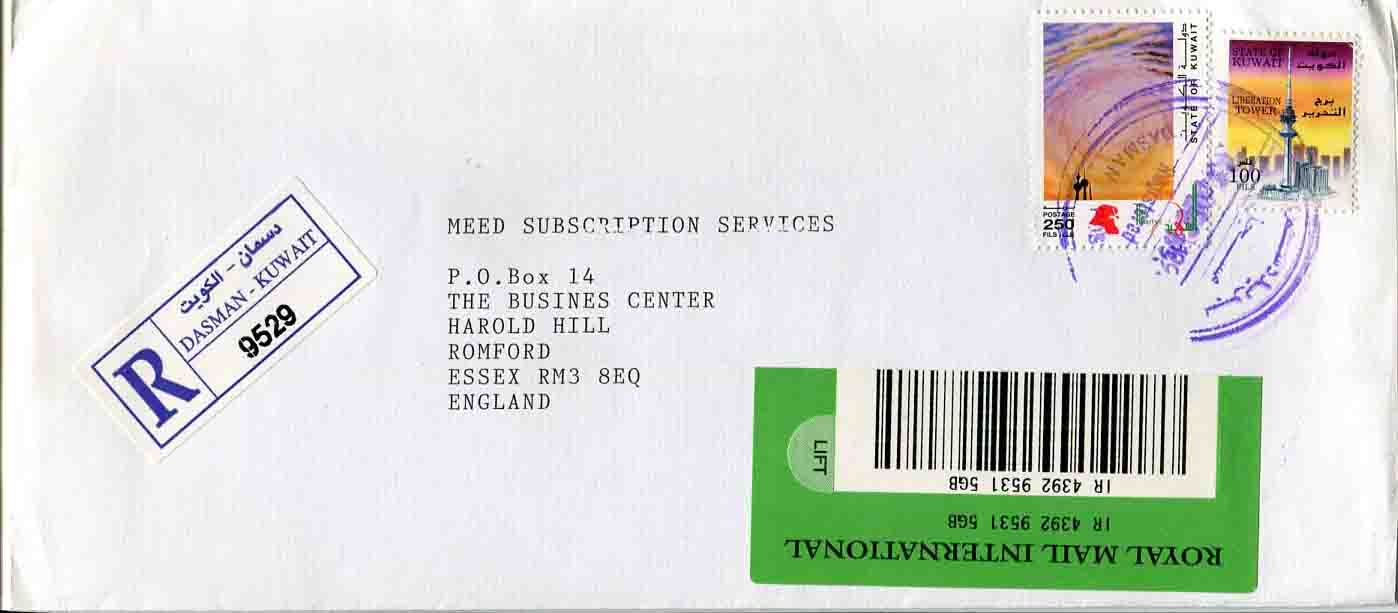 دولة الكويت
STATE OF KUWAIT
POSTAGE
250
FILS فلس
STATE OF KUWAIT
دولة الكويت
LIBERATION TOWER
برج التحرير
فلس
100
FILS
DASMAN
دسمان - الكويت
DASMAN - KUWAIT
R
9529
MEED SUBSCRIPTION SERVICES
P.O.Box 14
THE BUSINES CENTER
HAROLD HILL
ROMFORD
ESSEX RM3 8EQ
ENGLAND
LIFT
IR 4392 9531 5GB
IR 4392 9531 5GB
ROYAL MAIL INTERNATIONAL